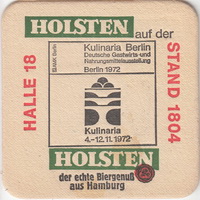 HOLSTEN auf der
HALLE 18
STAND 1804
Kulinaria Berlin
Deutsche Gastwirts- und
Nahrungsmittelausstellung
Berlin 1972
Kulinaria
4.-12.11.1972
HOLSTEN
der echte Biergenuß
aus Hamburg